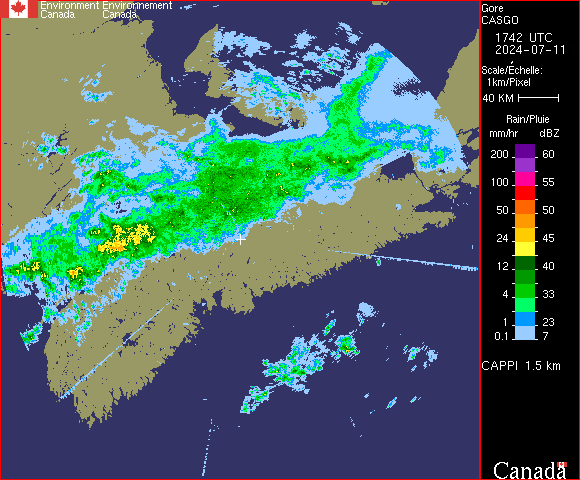 Environment Environnement
Canada Canada
Gore
CASGO
1742 UTC
2024-07-11
Scale/Échelle:
1km/Pixel
40 KM
Rain/Pluie
mm/hr dBZ
200 60
100 55
50 50
24 45
12 40
4 33
1 23
0.1 7
CAPPI 1.5 km
Canada